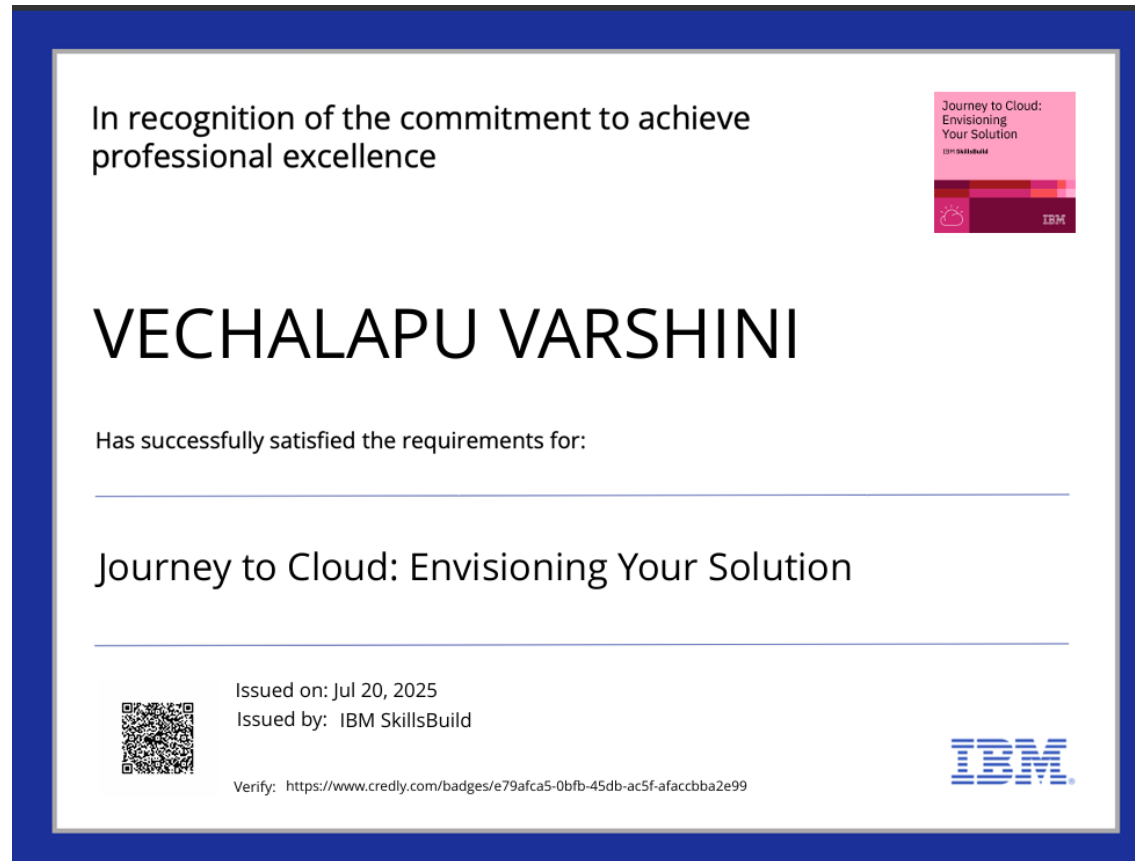 In recognition of the commitment to achieve
professional excellence
Journey to Cloud:
Envisioning
Your Solution
IBM SkillsBuild
IBM
VECHALAPU VARSHINI
Has successfully satisfied the requirements for:
Journey to Cloud: Envisioning Your Solution
Issued on: Jul 20, 2025
Issued by: IBM SkillsBuild
Verify: https://www.credly.com/badges/e79afca5-0bfb-45db-ac5f-afaccbba2e99
IBM